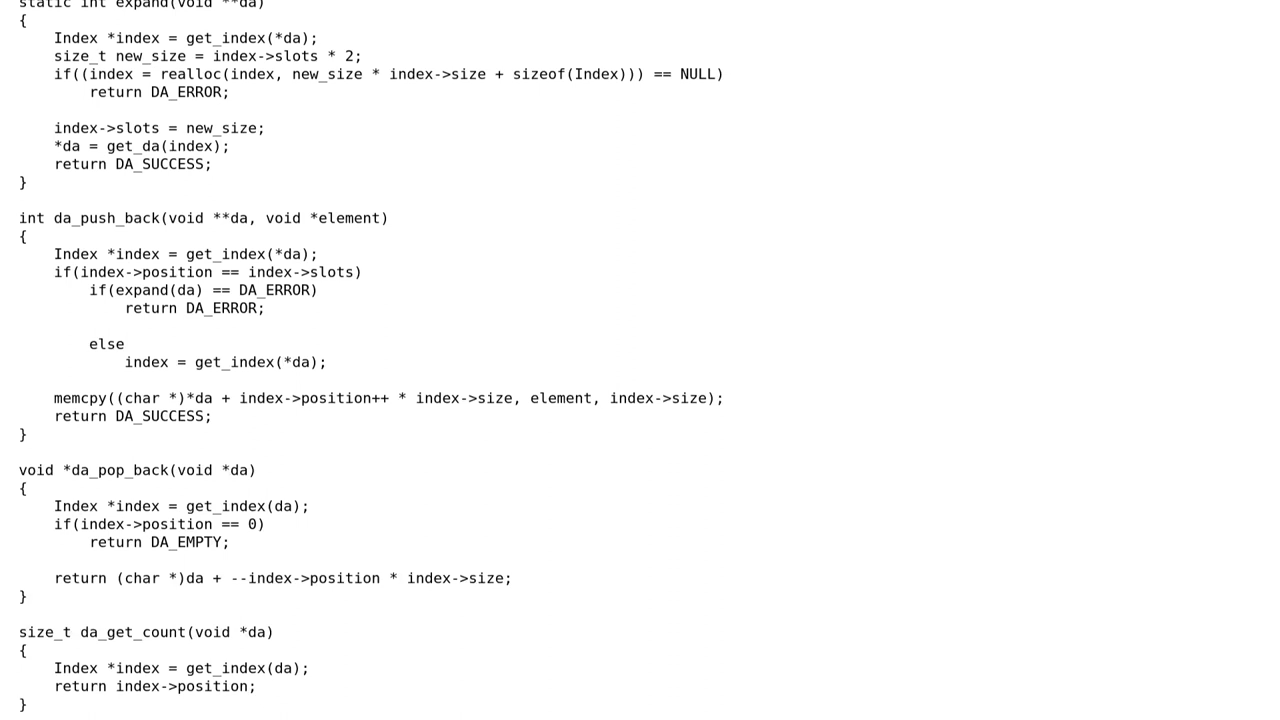 static int expand(void **da)
{
    Index *index = get_index(*da);
    size_t new_size = index->slots * 2;
    if((index = realloc(index, new_size * index->size + sizeof(Index))) == NULL)
        return DA_ERROR;

    index->slots = new_size;
    *da = get_da(index);
    return DA_SUCCESS;
}

int da_push_back(void **da, void *element)
{
    Index *index = get_index(*da);
    if(index->position == index->slots)
        if(expand(da) == DA_ERROR)
            return DA_ERROR;

        else
            index = get_index(*da);

    memcpy((char *)*da + index->position++ * index->size, element, index->size);
    return DA_SUCCESS;
}

void *da_pop_back(void *da)
{
    Index *index = get_index(da);
    if(index->position == 0)
        return DA_EMPTY;

    return (char *)da + --index->position * index->size;
}

size_t da_get_count(void *da)
{
    Index *index = get_index(da);
    return index->position;
}